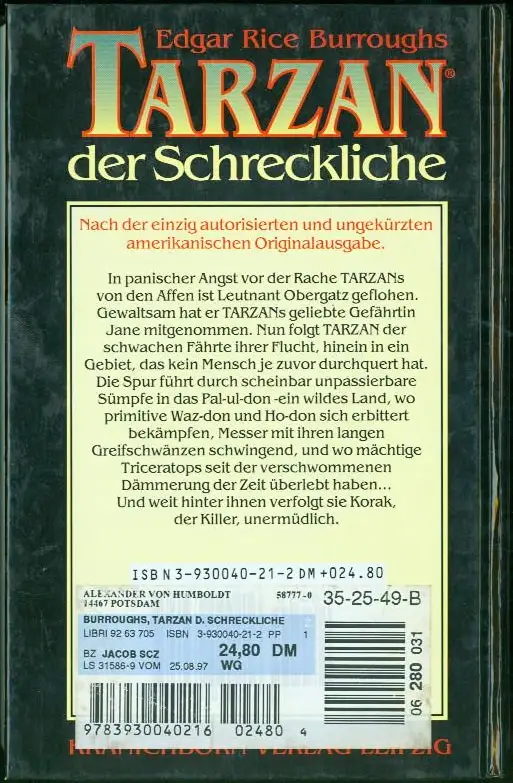 Edgar Rice Burroughs
TARZAN®
der Schreckliche
Nach der einzig autorisierten und ungekürzten
amerikanischen Originalausgabe.
In panischer Angst vor der Rache TARZANs
von den Affen ist Leutnant Obergatz geflohen.
Gewaltsam hat er TARZANs geliebte Gefährtin
Jane mitgenommen. Nun folgt TARZAN der
schwachen Fährte ihrer Flucht, hinein in ein
Gebiet, das kein Mensch je zuvor durchquert hat.
Die Spur führt durch scheinbar unpassierbare
Sümpfe in das Pal-ul-don -ein wildes Land, wo
primitive Waz-don und Ho-don sich erbittert
bekämpfen, Messer mit ihren langen
Greifschwänzen schwingend, und wo mächtige
Triceratops seit der verschwommenen
Dämmerung der Zeit überlebt haben...
Und weit hinter ihnen verfolgt sie Korak,
der Killer, unermüdlich.
ISBN 3-930040-21-2 DM +024.80
ALEXANDER VON HUMBOLDT 58777-0
14467 POTSDAM
35-25-49-B
BURROUGHS, TARZAN D. SCHRECKLICHE 2
LIBRI 92 63 705 ISBN 3-930040-21-2 PP 1
BZ JACOB SCZ 24,80 DM
LS 31586-9 VOM 25.08.97 WG
06 280 031
9783930040216 02480 4
KRANICHBORN VERLAG LEIPZIG